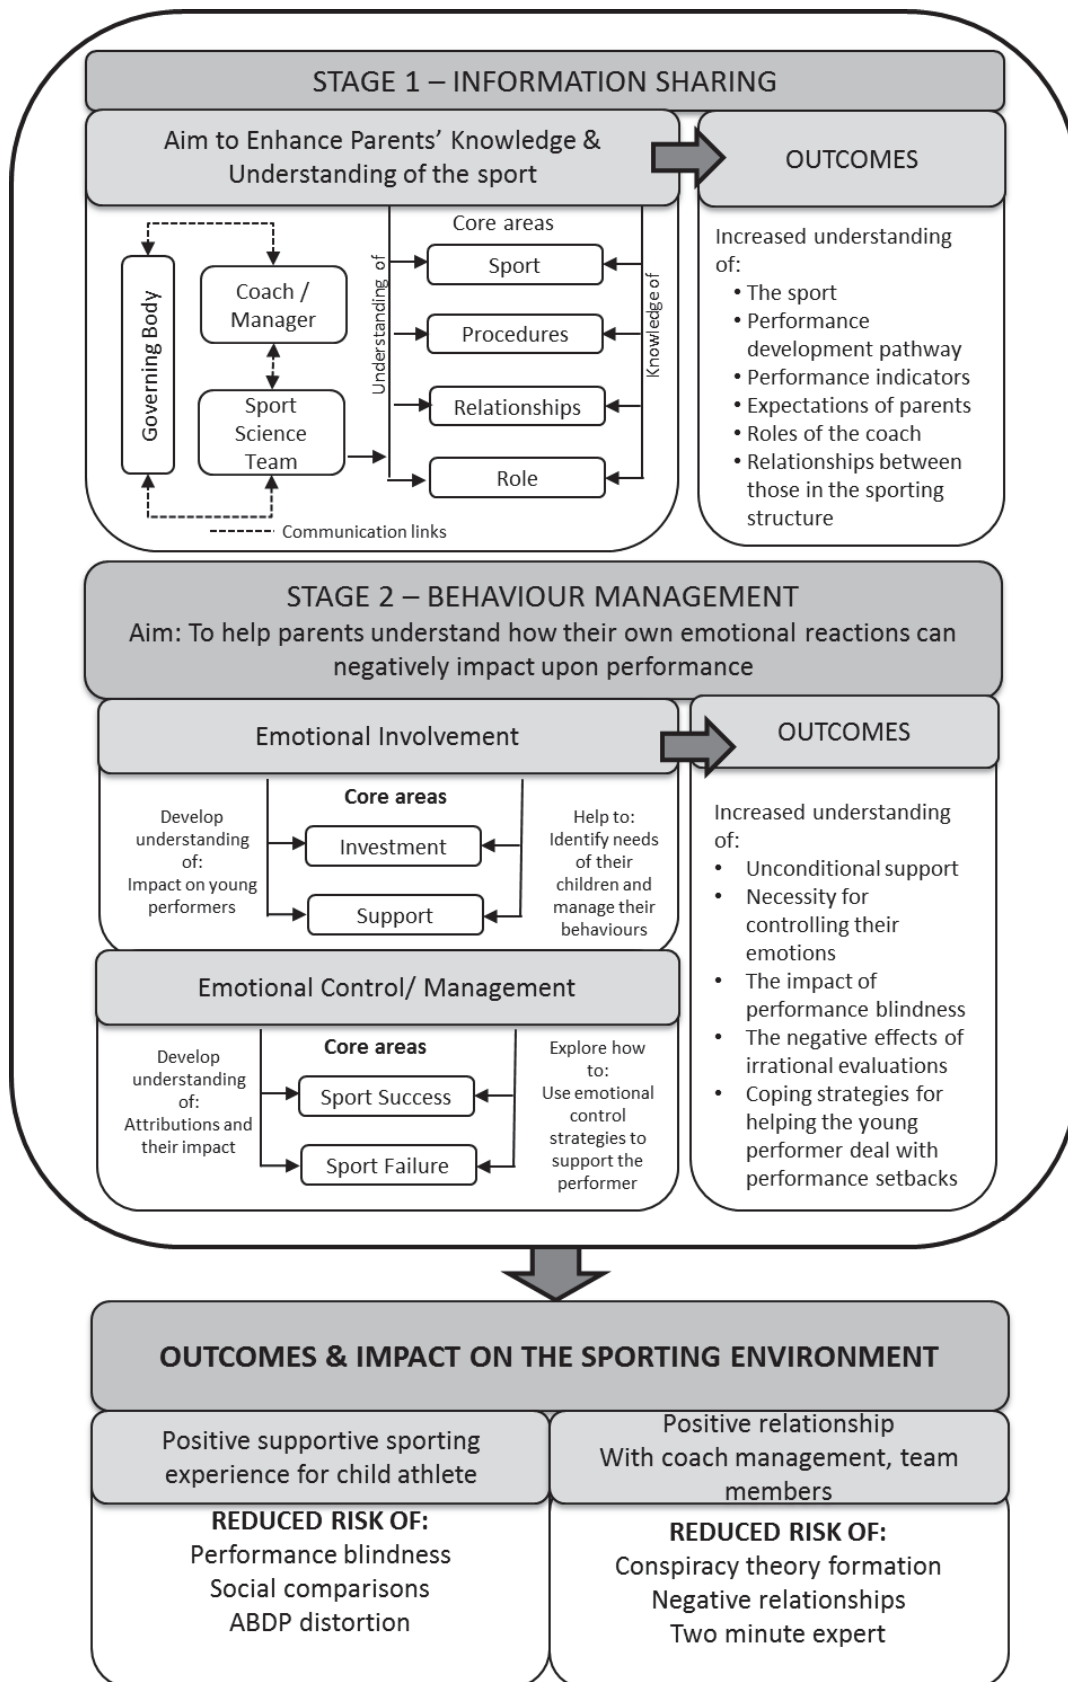 STAGE 1 – INFORMATION SHARING
Aim to Enhance Parents’ Knowledge &
Understanding of the sport
OUTCOMES
Governing Body
Coach /
Manager
Sport
Science
Team
Communication links
Understanding of
Core areas
Sport
Procedures
Relationships
Role
Knowledge of
Increased understanding
of:
• The sport
• Performance
development pathway
• Performance indicators
• Expectations of parents
• Roles of the coach
• Relationships between
those in the sporting
structure
STAGE 2 – BEHAVIOUR MANAGEMENT
Aim: To help parents understand how their own emotional reactions can
negatively impact upon performance
Emotional Involvement
OUTCOMES
Develop
understanding
of:
Impact on young
performers
Core areas
Investment
Support
Help to:
Identify needs
of their
children and
manage their
behaviours
Emotional Control/ Management
Develop
understanding
of:
Attributions and
their impact
Core areas
Sport Success
Sport Failure
Explore how
to:
Use emotional
control
strategies to
support the
performer
Increased understanding
of:
• Unconditional support
• Necessity for
controlling their
emotions
• The impact of
performance blindness
• The negative effects of
irrational evaluations
• Coping strategies for
helping the young
performer deal with
performance setbacks
OUTCOMES & IMPACT ON THE SPORTING ENVIRONMENT
Positive supportive sporting
experience for child athlete
REDUCED RISK OF:
Performance blindness
Social comparisons
ABDP distortion
Positive relationship
With coach management, team
members
REDUCED RISK OF:
Conspiracy theory formation
Negative relationships
Two minute expert